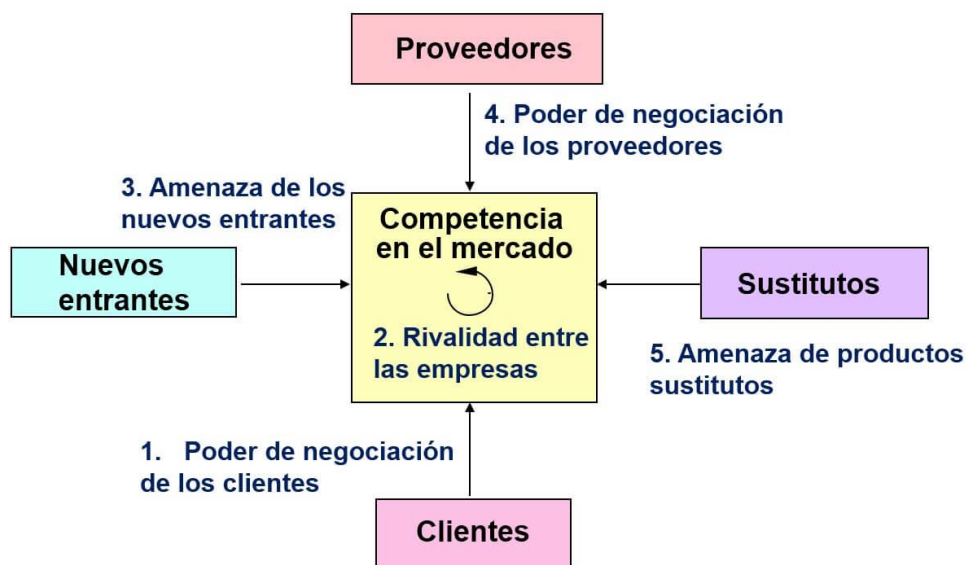 Proveedores
4. Poder de negociación
de los proveedores
3. Amenaza de los
nuevos entrantes
Competencia
en el mercado
Nuevos
entrantes
Sustitutos
2. Rivalidad entre
las empresas
5. Amenaza de productos
sustitutos
1. Poder de negociación
de los clientes
Clientes